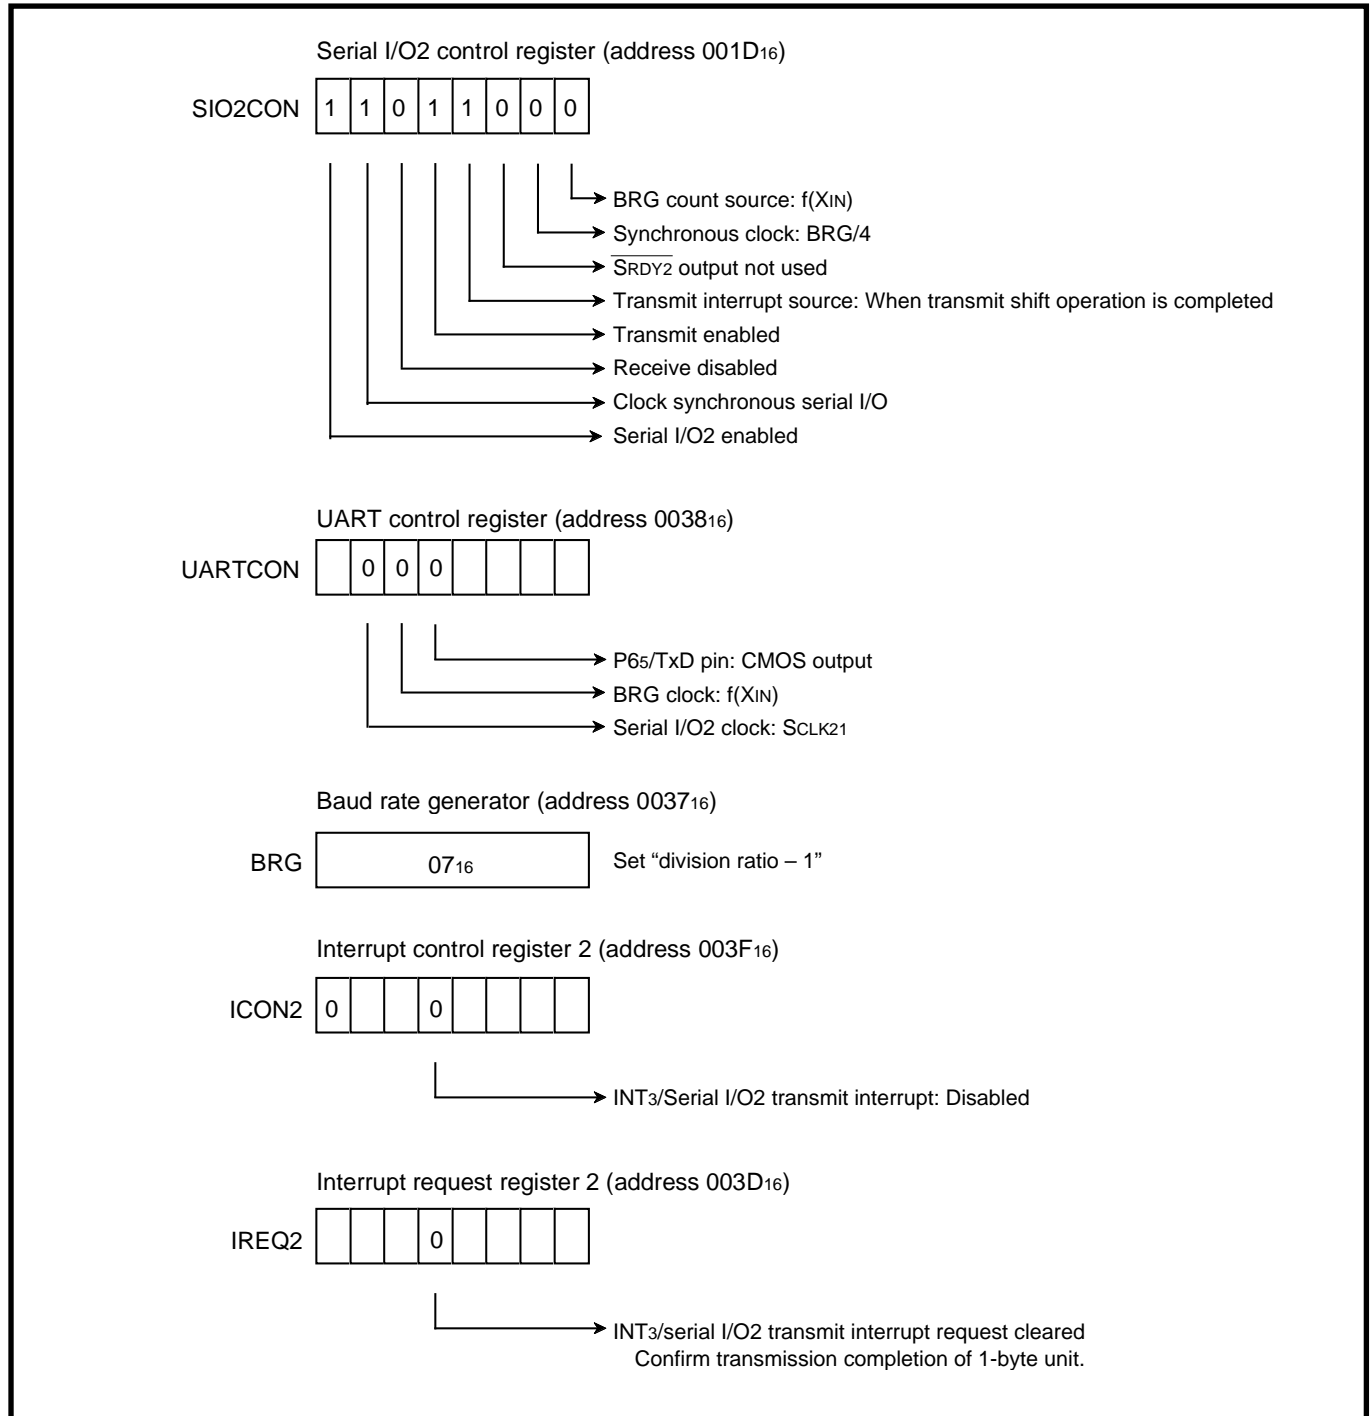 Serial I/O2 control register (address 001D16)
SIO2CON 1 1 0 1 1 0 0 0
BRG count source: f(XIN)
Synchronous clock: BRG/4
SRDY2 output not used
Transmit interrupt source: When transmit shift operation is completed
Transmit enabled
Receive disabled
Clock synchronous serial I/O
Serial I/O2 enabled
UART control register (address 003816)
UARTCON 0 0 0
P65/TxD pin: CMOS output
BRG clock: f(XIN)
Serial I/O2 clock: SCLK21
Baud rate generator (address 003716)
BRG 0716 Set “division ratio – 1”
Interrupt control register 2 (address 003F16)
ICON2 0 0
INT3/Serial I/O2 transmit interrupt: Disabled
Interrupt request register 2 (address 003D16)
IREQ2 0
INT3/serial I/O2 transmit interrupt request cleared
Confirm transmission completion of 1-byte unit.